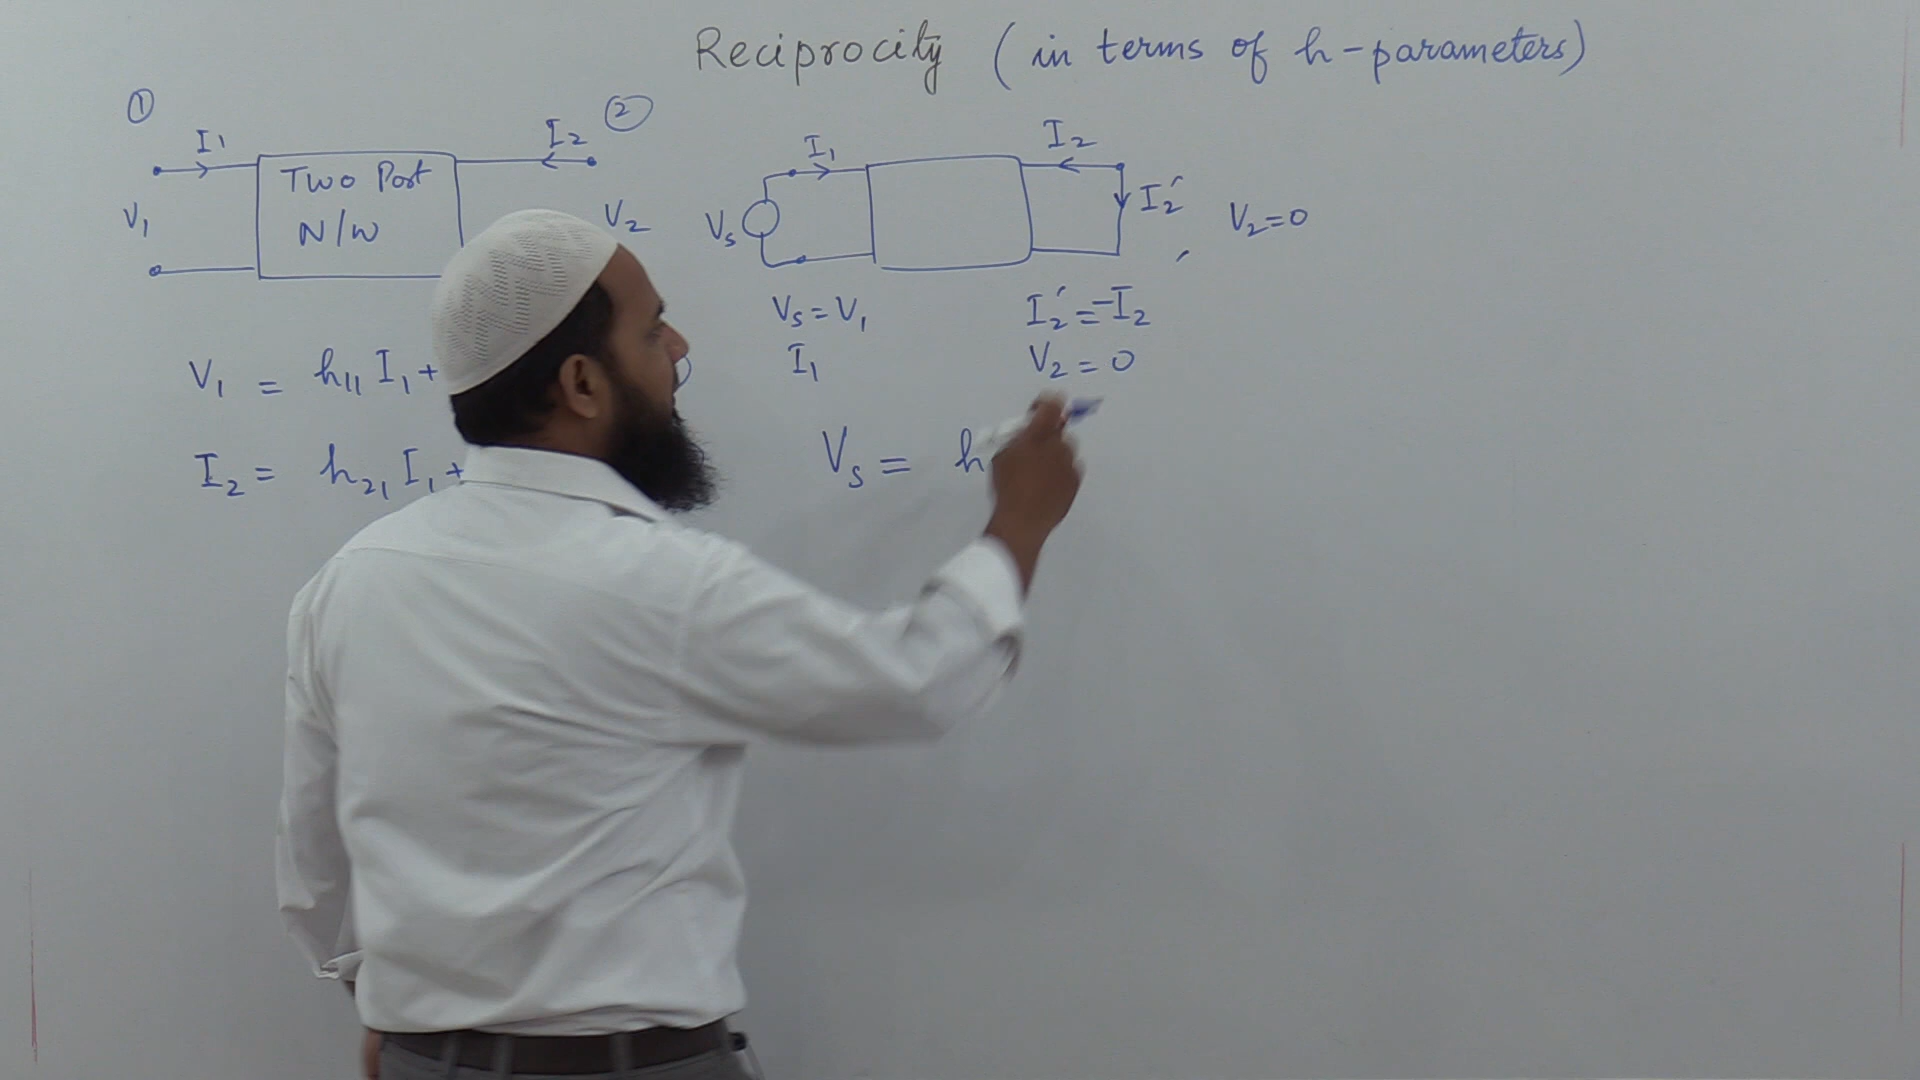 Reciprocity (in terms of h-parameters)
① ②
I1 I2
Two Port
N/W
V1 V2
I1 I2
Vs I2′ V2=0
Vs = V1 I2′ = -I2
I1 V2 = 0
V1 = h11 I1 +
I2 = h21 I1 +
Vs = h